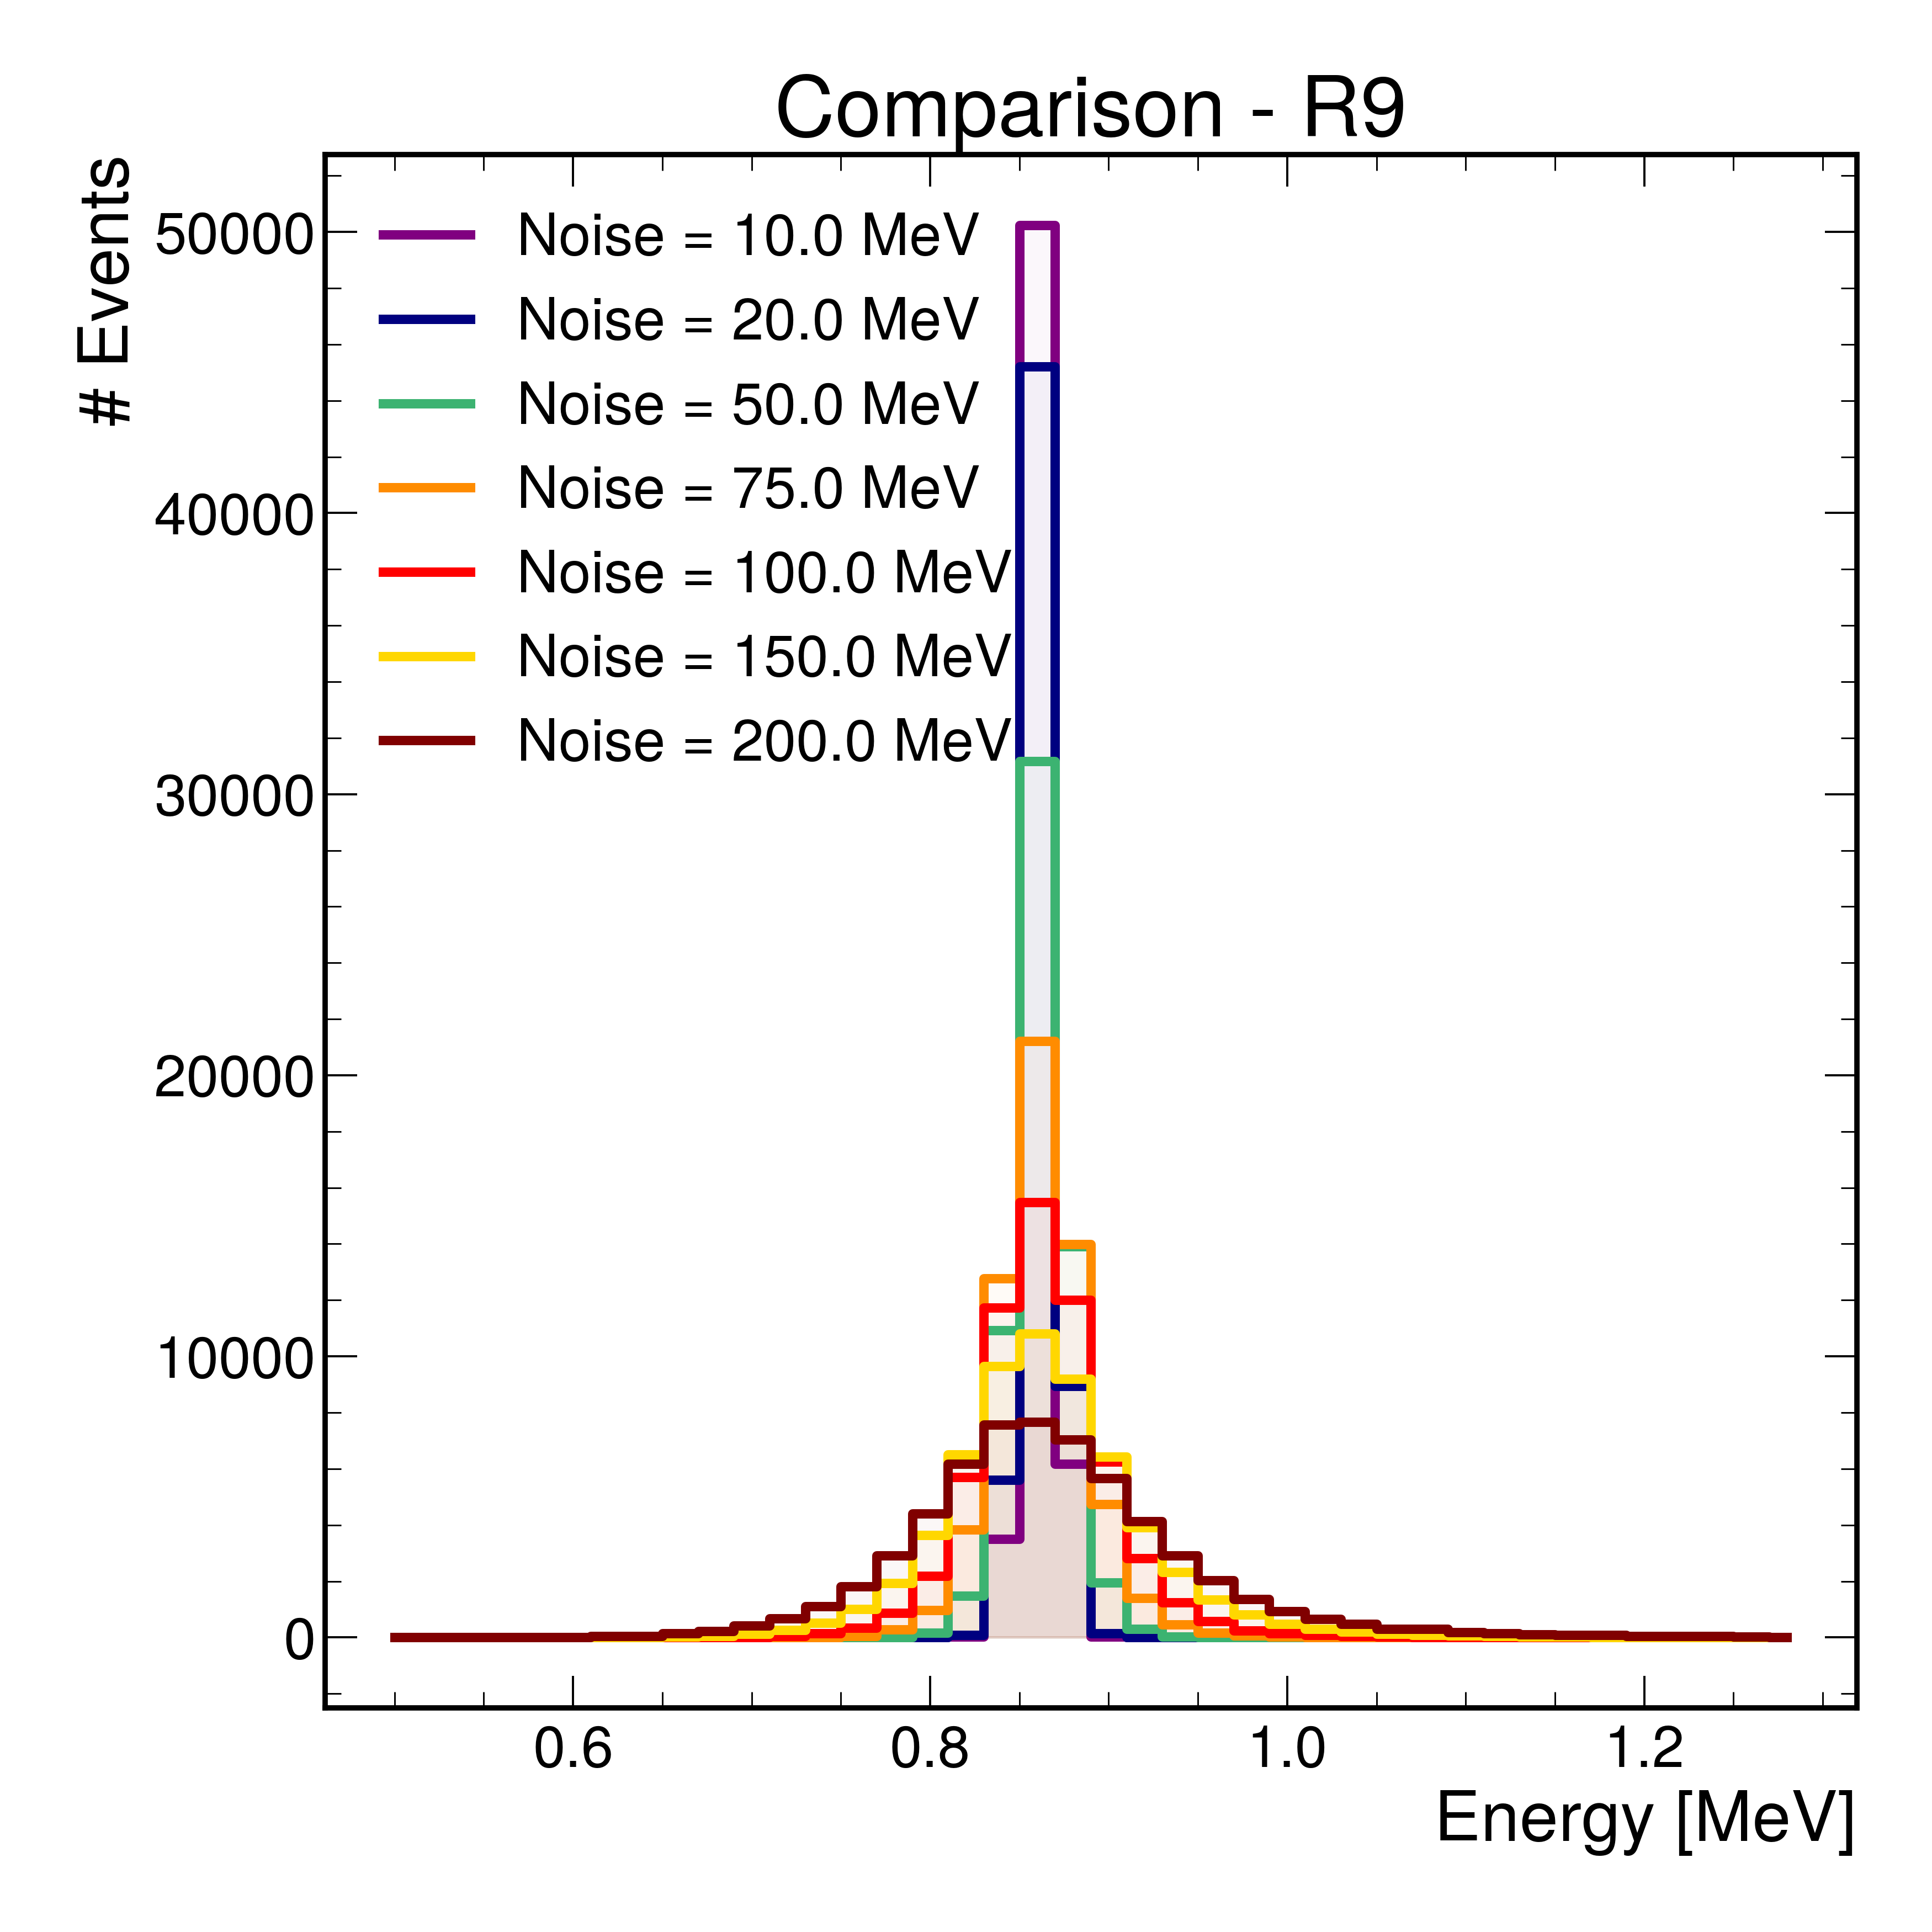 Comparison - R9
# Events
50000
40000
30000
20000
10000
0
Noise = 10.0 MeV
Noise = 20.0 MeV
Noise = 50.0 MeV
Noise = 75.0 MeV
Noise = 100.0 MeV
Noise = 150.0 MeV
Noise = 200.0 MeV
0.6 0.8 1.0 1.2
Energy [MeV]